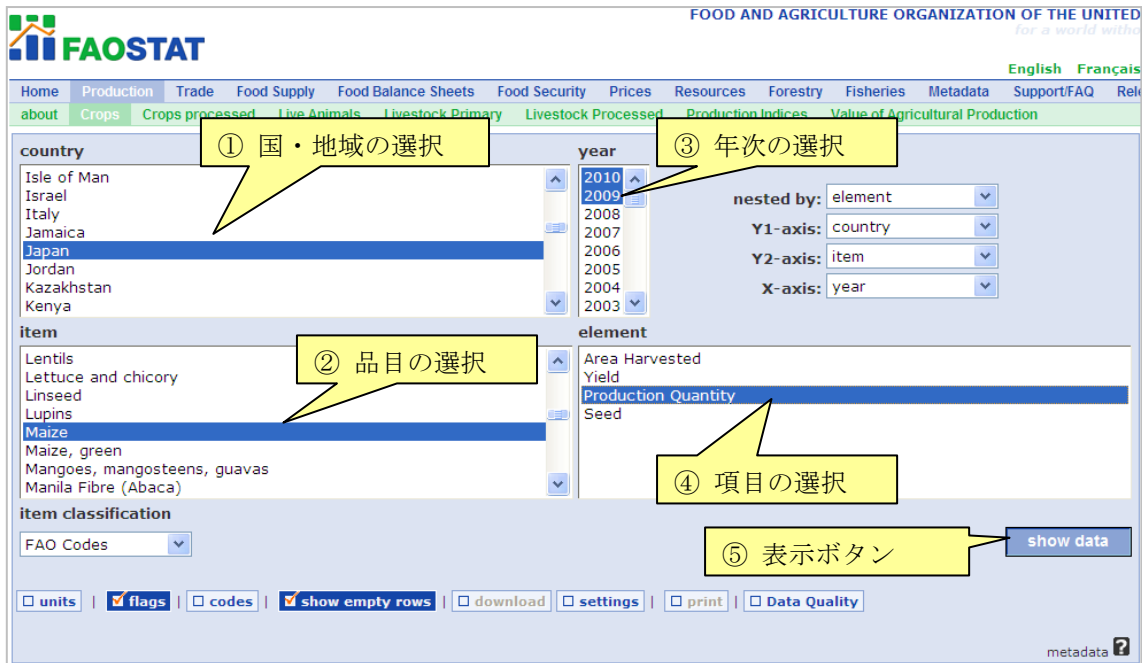 FOOD AND AGRICULTURE ORGANIZATION OF THE UNITED
for a world witho
FAOSTAT
English Français
Home Production Trade Food Supply Food Balance Sheets Food Security Prices Resources Forestry Fisheries Metadata Support/FAQ Rel
about Crops Crops processed Live Animals Livestock Primary Livestock Processed Production Indices Value of Agricultural Production
country
① 国・地域の選択
Isle of Man
Israel
Italy
Jamaica
Japan
Jordan
Kazakhstan
Kenya
year
③ 年次の選択
2010
2009
2008
2007
2006
2005
2004
2003
nested by: element
Y1-axis: country
Y2-axis: item
X-axis: year
item
② 品目の選択
Lentils
Lettuce and chicory
Linseed
Lupins
Maize
Maize, green
Mangoes, mangosteens, guavas
Manila Fibre (Abaca)
element
Area Harvested
Yield
Production Quantity
Seed
④ 項目の選択
item classification
FAO Codes
⑤ 表示ボタン
show data
units | flags | codes | show empty rows | download settings | print | Data Quality
metadata ?